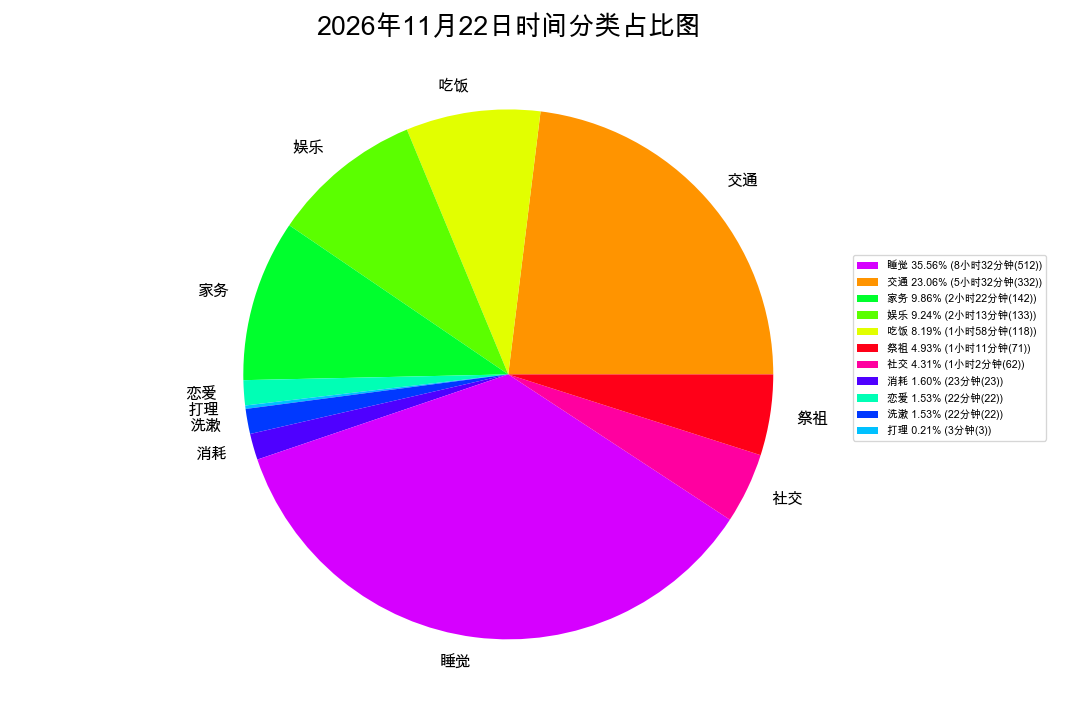 2026年11月22日时间分类占比图
吃饭
娱乐
交通
家务
恋爱
打理
洗漱
消耗
睡觉
社交
祭祖
睡觉 35.56% (8小时32分钟(512))
交通 23.06% (5小时32分钟(332))
家务 9.86% (2小时22分钟(142))
娱乐 9.24% (2小时13分钟(133))
吃饭 8.19% (1小时58分钟(118))
祭祖 4.93% (1小时11分钟(71))
社交 4.31% (1小时2分钟(62))
消耗 1.60% (23分钟(23))
恋爱 1.53% (22分钟(22))
洗漱 1.53% (22分钟(22))
打理 0.21% (3分钟(3))